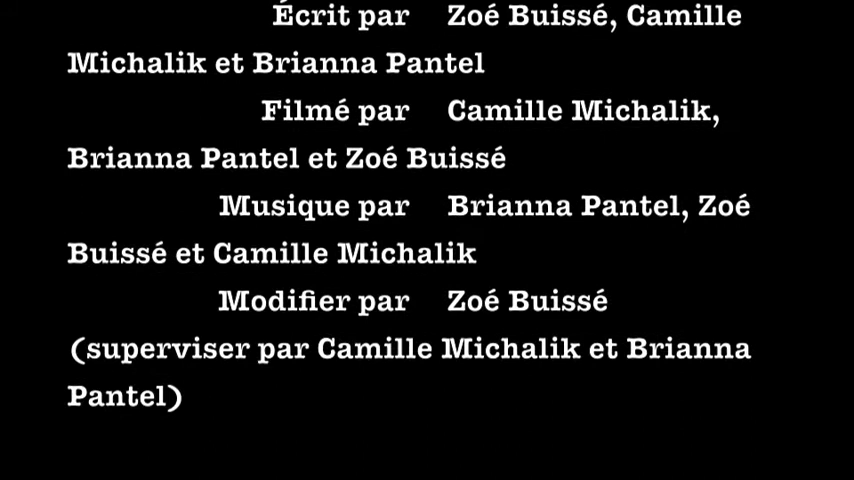 Écrit par Zoé Buissé, Camille
Michalik et Brianna Pantel
Filmé par Camille Michalik,
Brianna Pantel et Zoé Buissé
Musique par Brianna Pantel, Zoé
Buissé et Camille Michalik
Modifier par Zoé Buissé
(superviser par Camille Michalik et Brianna
Pantel)